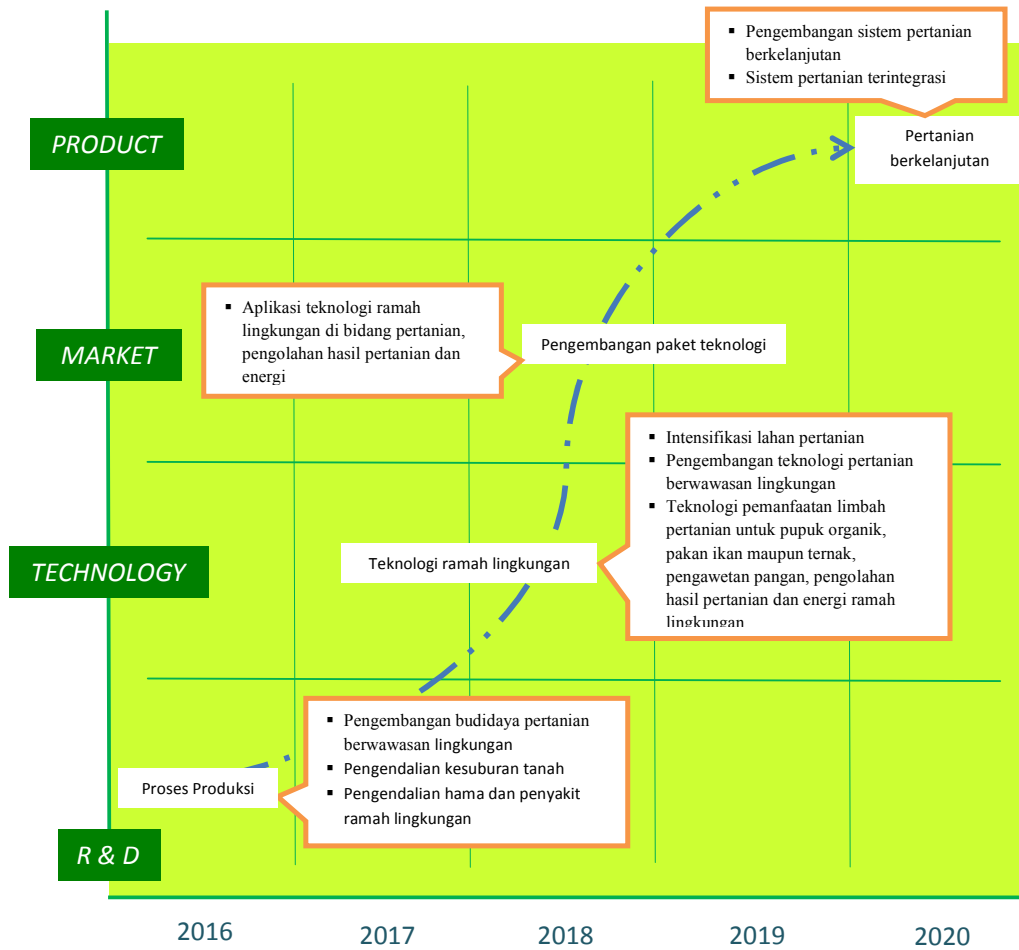 ▪ Pengembangan sistem pertanian
berkelanjutan
▪ Sistem pertanian terintegrasi
PRODUCT
Pertanian
berkelanjutan
▪ Aplikasi teknologi ramah
lingkungan di bidang pertanian,
pengolahan hasil pertanian dan
energi
MARKET
Pengembangan paket teknologi
▪ Intensifikasi lahan pertanian
▪ Pengembangan teknologi pertanian
berwawasan lingkungan
▪ Teknologi pemanfaatan limbah
pertanian untuk pupuk organik,
pakan ikan maupun ternak,
pengawetan pangan, pengolahan
hasil pertanian dan energi ramah
lingkungan
TECHNOLOGY
Teknologi ramah lingkungan
▪ Pengembangan budidaya pertanian
berwawasan lingkungan
▪ Pengendalian kesuburan tanah
▪ Pengendalian hama dan penyakit
ramah lingkungan
Proses Produksi
R & D
2016 2017 2018 2019 2020